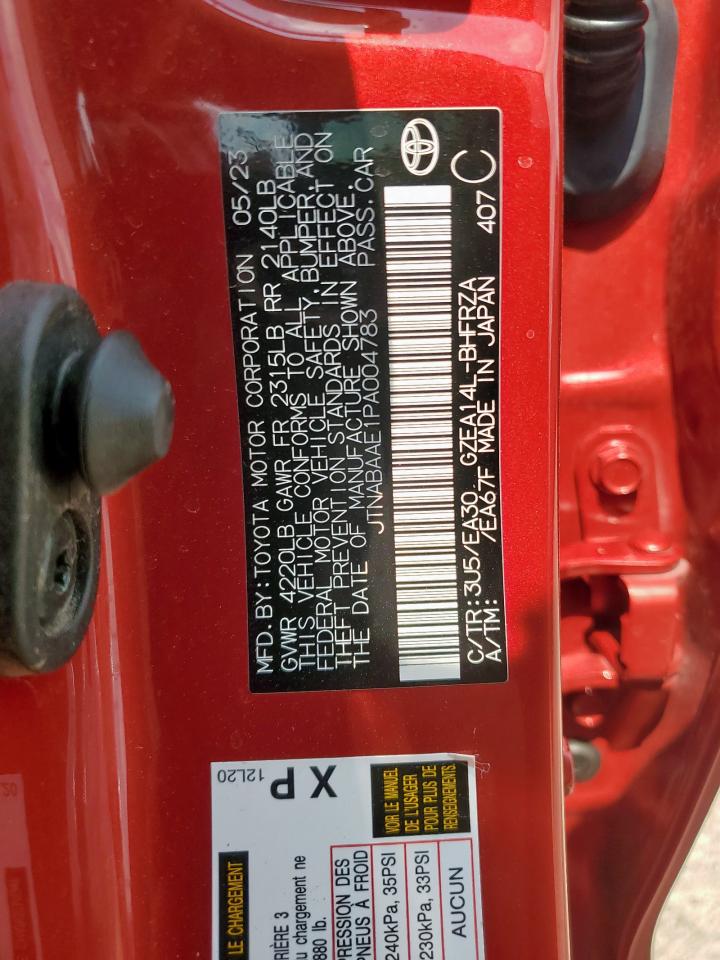 MFD.BY:TOYOTA MOTOR CORPORATION 05/23
GVWR 4220LB GAWR FR 2315LB RR 2140LB
THIS VEHICLE CONFORMS TO ALL APPLICABLE
FEDERAL MOTOR VEHICLE SAFETY,BUMPER,AND
THEFT PREVENTION STANDARDS IN EFFECT ON
THE DATE OF MANUFACTURE SHOWN ABOVE.
JTNABAAE1PA004783 PASS.CAR
C/TR:3U5/EA30 GZEA14L-BHFRZA 407 C
A/TM: /EA67F MADE IN JAPAN
12L20
X P
LE CHARGEMENT
RIÈRE 3
u chargement ne
880 lb.
PRESSION DES
PNEUS À FROID
240kPa, 35PSI
230kPa, 33PSI
AUCUN
VOIR LE MANUEL
DE L'USAGER
POUR PLUS DE
RENSEIGNEMENTS.